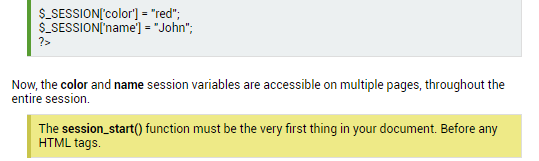 $_SESSION['color'] = "red";
$_SESSION['name'] = "John";
?>
Now, the color and name session variables are accessible on multiple pages, throughout the
entire session.
The session_start() function must be the very first thing in your document. Before any
HTML tags.